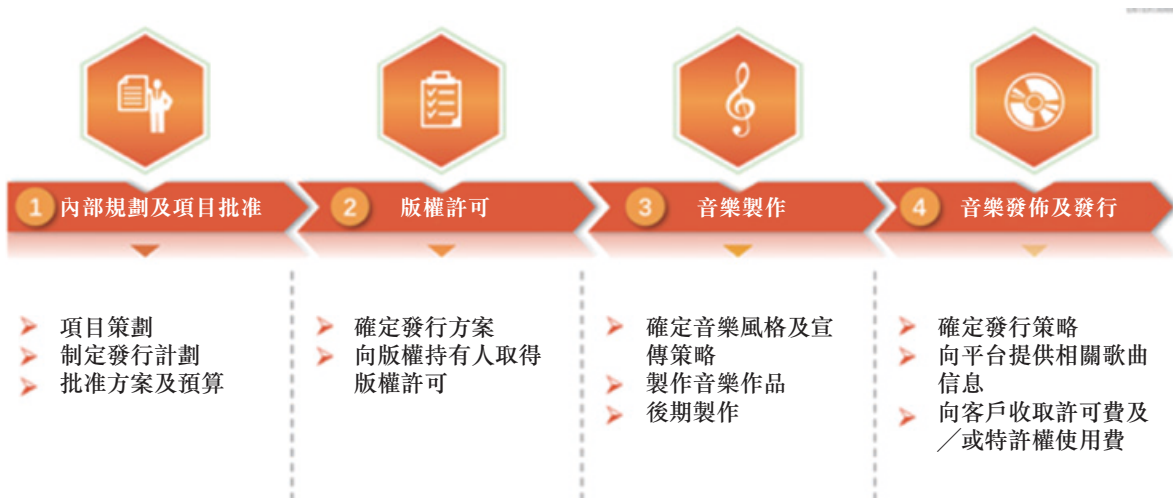 1 內部規劃及項目批准
2 版權許可
3 音樂製作
4 音樂發佈及發行
項目策劃
制定發行計劃
批准方案及預算
確定發行方案
向版權持有人取得
版權許可
確定音樂風格及宣
傳策略
製作音樂作品
後期製作
確定發行策略
向平台提供相關歌曲
信息
向客戶收取許可費及
／或特許權使用費